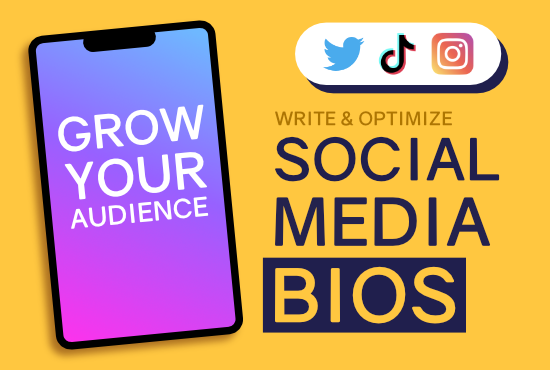 GROW
YOUR
AUDIENCE
WRITE & OPTIMIZE
SOCIAL
MEDIA
BIOS